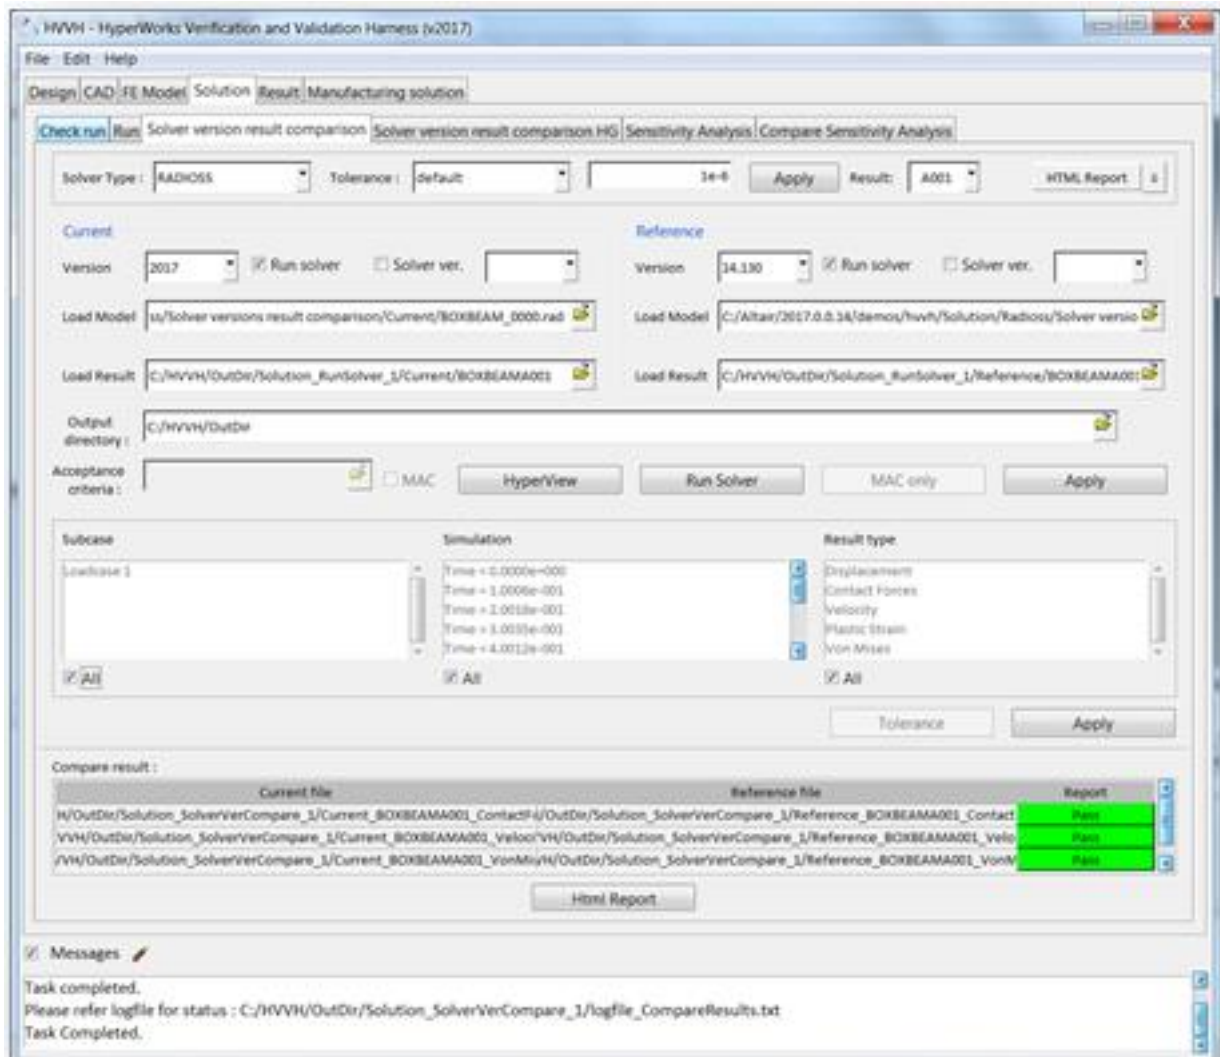 HVVH - HyperWorks Verification and Validation Harness (v2017)
File Edit Help
Design CAD FE Model Solution Result Manufacturing solution
Check run Run Solver version result comparison Solver version result comparison HG Sensitivity Analysis Compare Sensitivity Analysis
Solver Type : RADIOSS Tolerance : default 1e-6 Apply Result: A001 HTML Report
Current Reference
Version 2017 Run solver Solver ver. Version 14.130 Run solver Solver ver.
Load Model ss/Solver versions result comparison/Current/BOXBEAM_0000.rad Load Model C:/Altair/2017.0.0.16/demos/hvvh/Solution/Radioss/Solver versio
Load Result C:/HVVH/OutDir/Solution_RunSolver_1/Current/BOXBEAMA001 Load Result C:/HVVH/OutDir/Solution_RunSolver_1/Reference/BOXBEAMA001
Output directory : C:/HVVH/OutDir
Acceptance criteria : MAC HyperView Run Solver MAC only Apply
Subcase Simulation Result type
Loadcase 1 Time = 0.0000e+000 Displacement
Time = 1.0006e-001 Contact Forces
Time = 2.0018e-001 Velocity
Time = 3.0035e-001 Plastic Strain
Time = 4.0012e-001 Von Mises
All All All
Tolerance Apply
Compare result :
Current file Reference file Report
H/OutDir/Solution_SolverVerCompare_1/Current_BOXBEAMA001_ContactF /OutDir/Solution_SolverVerCompare_1/Reference_BOXBEAMA001_Contact Pass
VVH/OutDir/Solution_SolverVerCompare_1/Current_BOXBEAMA001_Veloci VH/OutDir/Solution_SolverVerCompare_1/Reference_BOXBEAMA001_Velo Pass
/VH/OutDir/Solution_SolverVerCompare_1/Current_BOXBEAMA001_VonMis /H/OutDir/Solution_SolverVerCompare_1/Reference_BOXBEAMA001_VonM Pass
Html Report
Messages
Task completed.
Please refer logfile for status : C:/HVVH/OutDir/Solution_SolverVerCompare_1/logfile_CompareResults.txt
Task Completed.